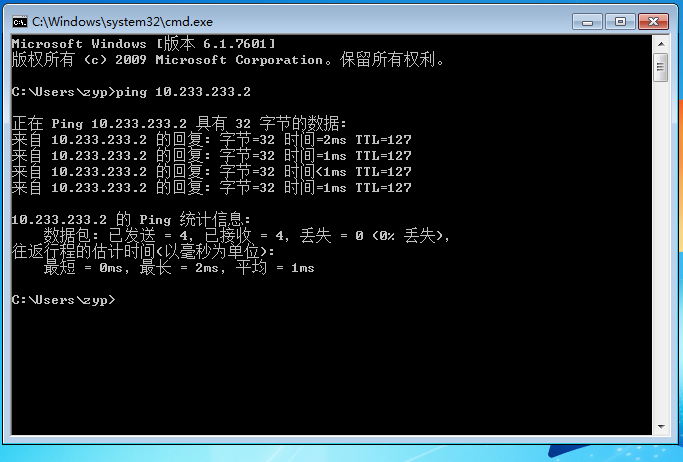 C:\Windows\system32\cmd.exe
Microsoft Windows [版本 6.1.7601]
版权所有 (c) 2009 Microsoft Corporation。保留所有权利。
C:\Users\zyp>ping 10.233.233.2
正在 Ping 10.233.233.2 具有 32 字节的数据:
来自 10.233.233.2 的回复: 字节=32 时间=2ms TTL=127
来自 10.233.233.2 的回复: 字节=32 时间=1ms TTL=127
来自 10.233.233.2 的回复: 字节=32 时间<1ms TTL=127
来自 10.233.233.2 的回复: 字节=32 时间=1ms TTL=127
10.233.233.2 的 Ping 统计信息:
数据包: 已发送 = 4, 已接收 = 4, 丢失 = 0 (0% 丢失),
往返行程的估计时间(以毫秒为单位):
最短 = 0ms, 最长 = 2ms, 平均 = 1ms
C:\Users\zyp>